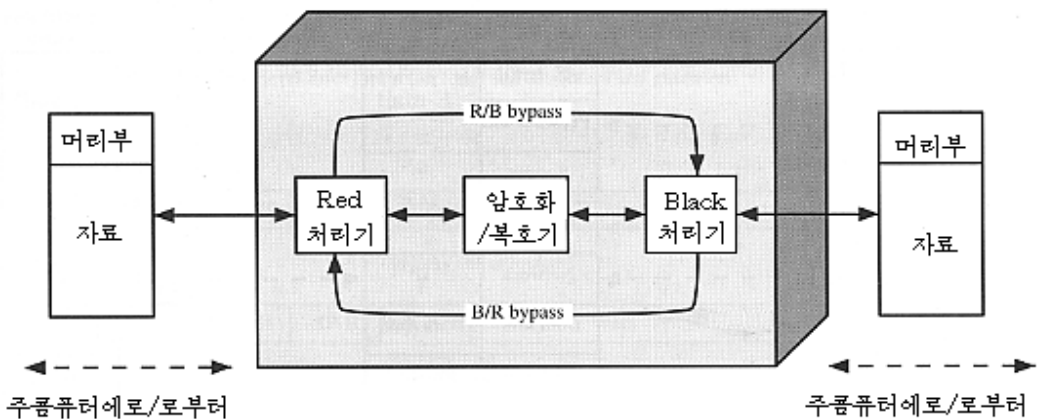 R/B bypass
머리부
자료
Red
처리기
암호화
/복호기
Black
처리기
머리부
자료
B/R bypass
주콤퓨터에로/로부터
주콤퓨터에로/로부터